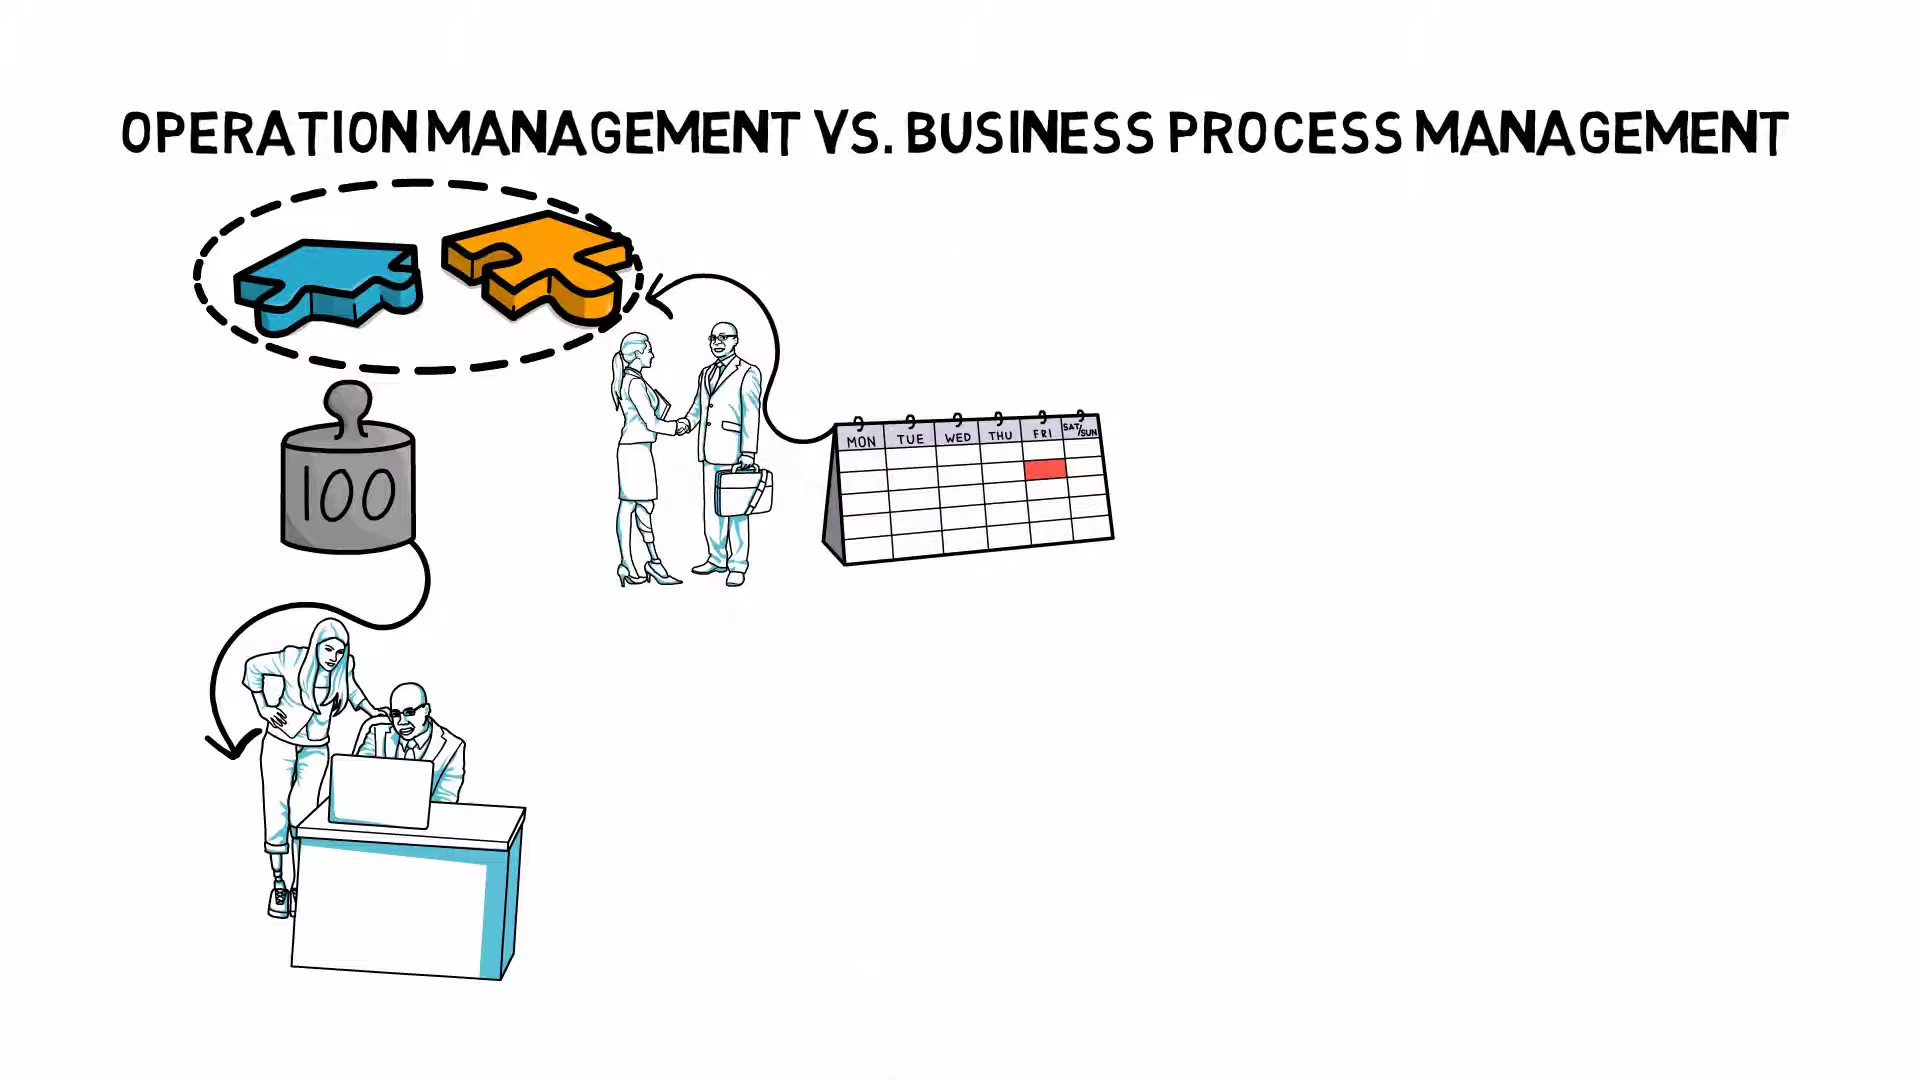 OPERATION MANAGEMENT VS. BUSINESS PROCESS MANAGEMENT
MON TUE WED THU FRI SAT/SUN
100